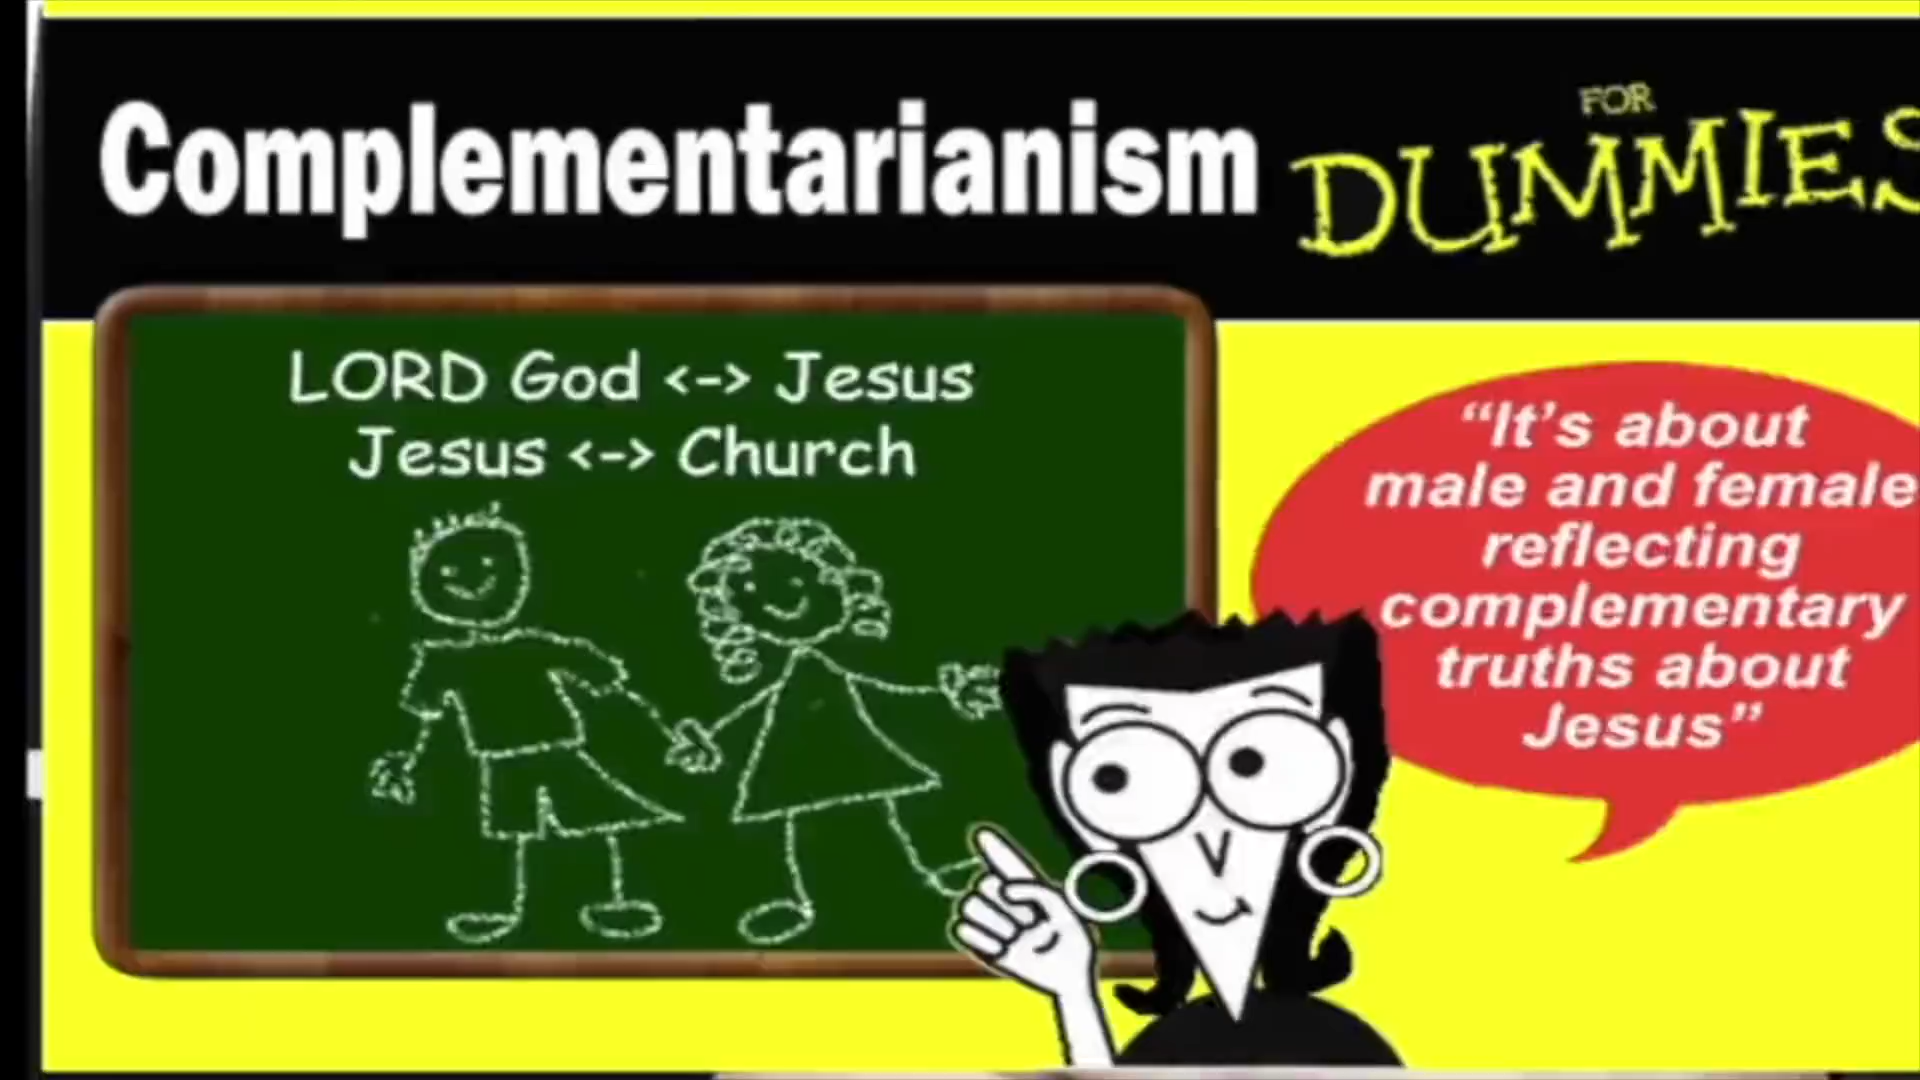 Complementarianism
FOR
DUMMIES
LORD God <-> Jesus
Jesus <-> Church
“It’s about
male and female
reflecting
complementary
truths about
Jesus”